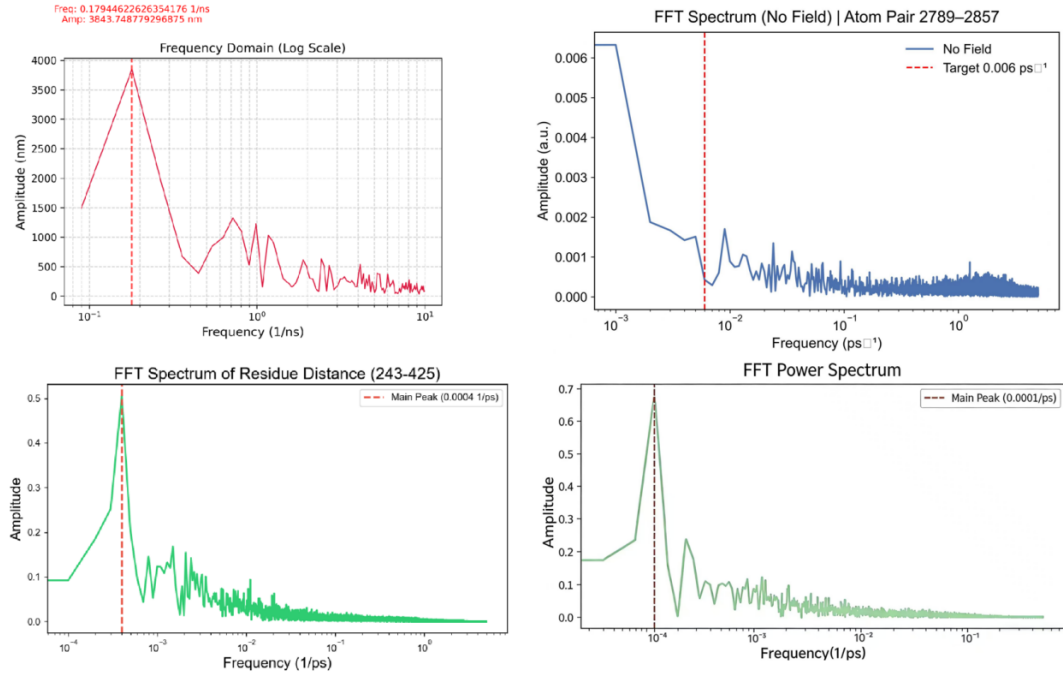 Freq: 0.17944622626354176 1/ns
Amp: 3843.748779296875 nm
Frequency Domain (Log Scale)
Amplitude (nm)
4000
3500
3000
2500
2000
1500
1000
500
0
10⁻¹
10⁰
10¹
Frequency (1/ns)
FFT Spectrum (No Field) | Atom Pair 2789–2857
No Field
Target 0.006 ps□¹
Amplitude (a.u.)
0.006
0.005
0.004
0.003
0.002
0.001
0.000
10⁻³
10⁻²
10⁻¹
10⁰
Frequency (ps□¹)
FFT Spectrum of Residue Distance (243-425)
Main Peak (0.0004 1/ps)
Amplitude
0.5
0.4
0.3
0.2
0.1
0.0
10⁻⁴
10⁻³
10⁻²
10⁻¹
10⁰
Frequency (1/ps)
FFT Power Spectrum
Main Peak (0.0001/ps)
Amplitude
0.7
0.6
0.5
0.4
0.3
0.2
0.1
0.0
10⁻⁴
10⁻³
10⁻²
10⁻¹
Frequency(1/ps)